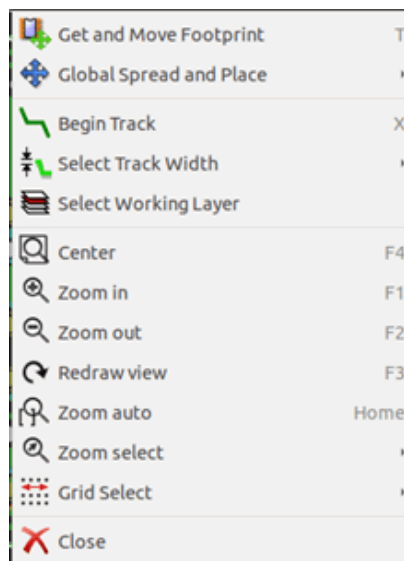 Get and Move Footprint T
Global Spread and Place
Begin Track X
Select Track Width
Select Working Layer
Center F4
Zoom in F1
Zoom out F2
Redraw view F3
Zoom auto Home
Zoom select
Grid Select
Close